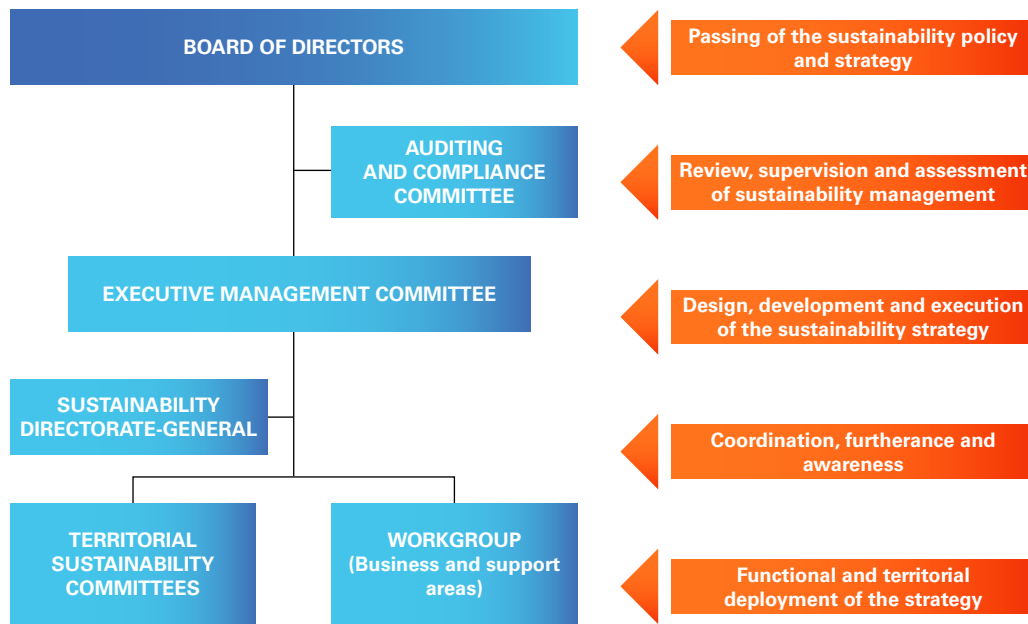 BOARD OF DIRECTORS
Passing of the sustainability policy
and strategy
AUDITING
AND COMPLIANCE
COMMITTEE
Review, supervision and assessment
of sustainability management
EXECUTIVE MANAGEMENT COMMITTEE
Design, development and execution
of the sustainability strategy
SUSTAINABILITY
DIRECTORATE-GENERAL
Coordination, furtherance and
awareness
TERRITORIAL
SUSTAINABILITY
COMMITTEES
WORKGROUP
(Business and support
areas)
Functional and territorial
deployment of the strategy